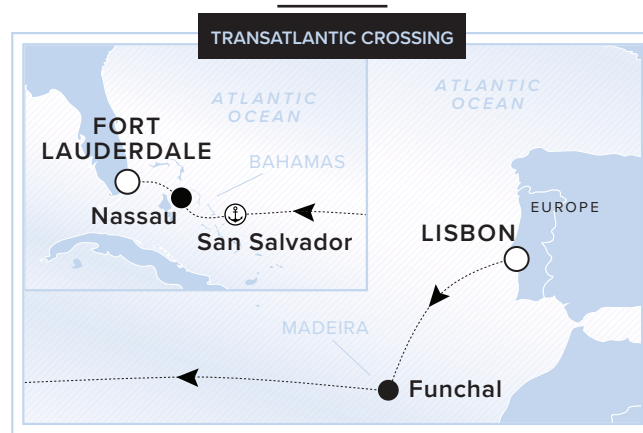 TRANSATLANTIC CROSSING
ATLANTIC
OCEAN
FORT
LAUDERDALE
BAHAMAS
Nassau
San Salvador
ATLANTIC
OCEAN
EUROPE
LISBON
MADEIRA
Funchal